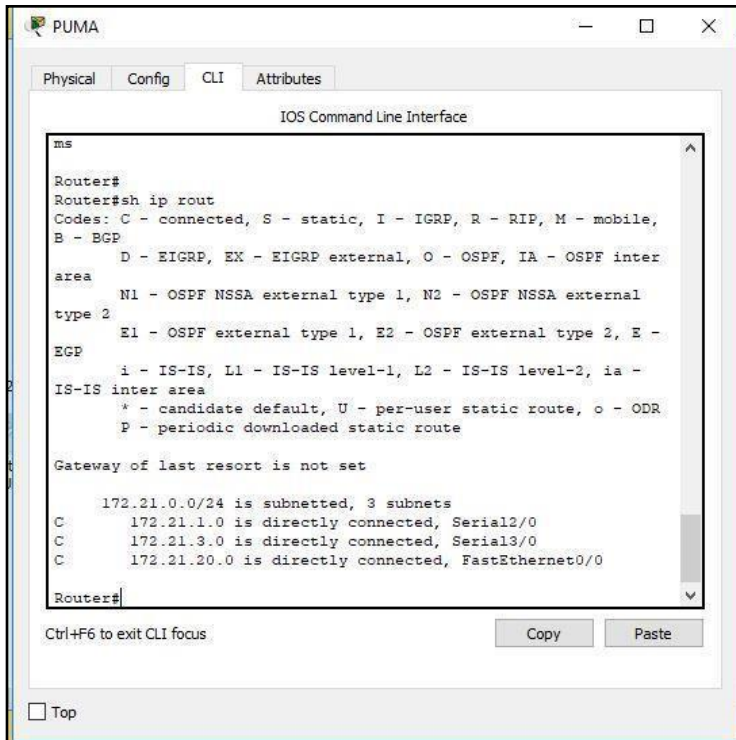 PUMA
Physical Config CLI Attributes
IOS Command Line Interface
ms
Router#
Router#sh ip rout
Codes: C - connected, S - static, I - IGRP, R - RIP, M - mobile,
B - BGP
D - EIGRP, EX - EIGRP external, O - OSPF, IA - OSPF inter
area
N1 - OSPF NSSA external type 1, N2 - OSPF NSSA external
type 2
E1 - OSPF external type 1, E2 - OSPF external type 2, E -
EGP
i - IS-IS, L1 - IS-IS level-1, L2 - IS-IS level-2, ia -
IS-IS inter area
* - candidate default, U - per-user static route, o - ODR
P - periodic downloaded static route
Gateway of last resort is not set
172.21.0.0/24 is subnetted, 3 subnets
C 172.21.1.0 is directly connected, Serial2/0
C 172.21.3.0 is directly connected, Serial3/0
C 172.21.20.0 is directly connected, FastEthernet0/0
Router#
Ctrl+F6 to exit CLI focus
Copy Paste
Top